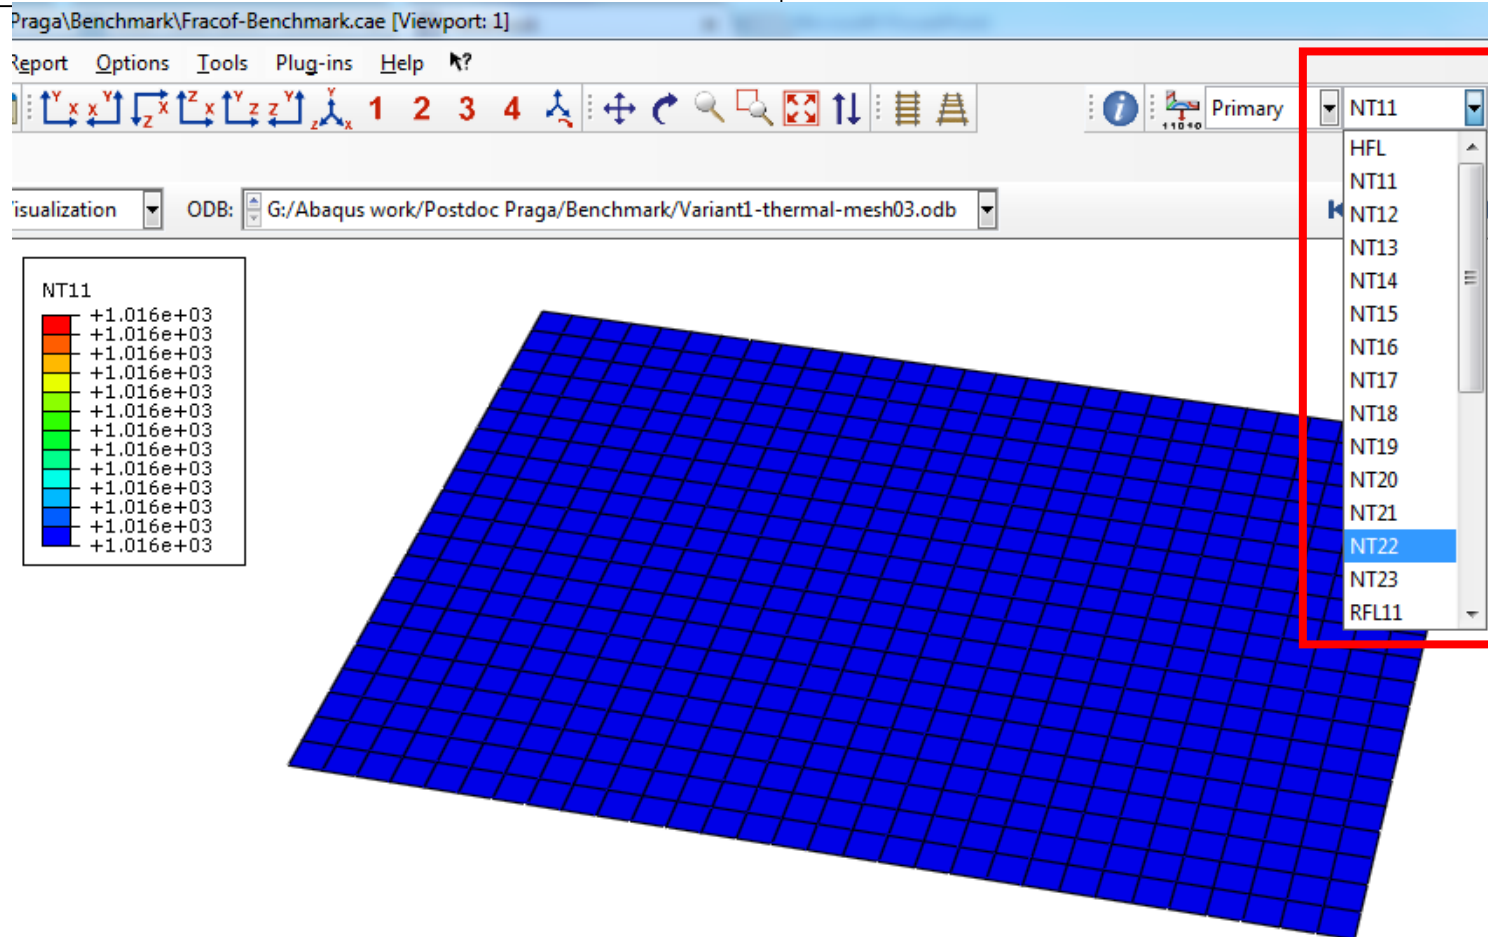 Praga\Benchmark\Fracof-Benchmark.cae [Viewport: 1]
Report Options Tools Plug-ins Help
1 2 3 4 Primary NT11
isualization ODB: G:/Abaqus work/Postdoc Praga/Benchmark/Variant1-thermal-mesh03.odb
HFL
NT11
NT12
NT13
NT14
NT15
NT16
NT17
NT18
NT19
NT20
NT21
NT22
NT23
RFL11
NT11
+1.016e+03
+1.016e+03
+1.016e+03
+1.016e+03
+1.016e+03
+1.016e+03
+1.016e+03
+1.016e+03
+1.016e+03
+1.016e+03
+1.016e+03
+1.016e+03
+1.016e+03